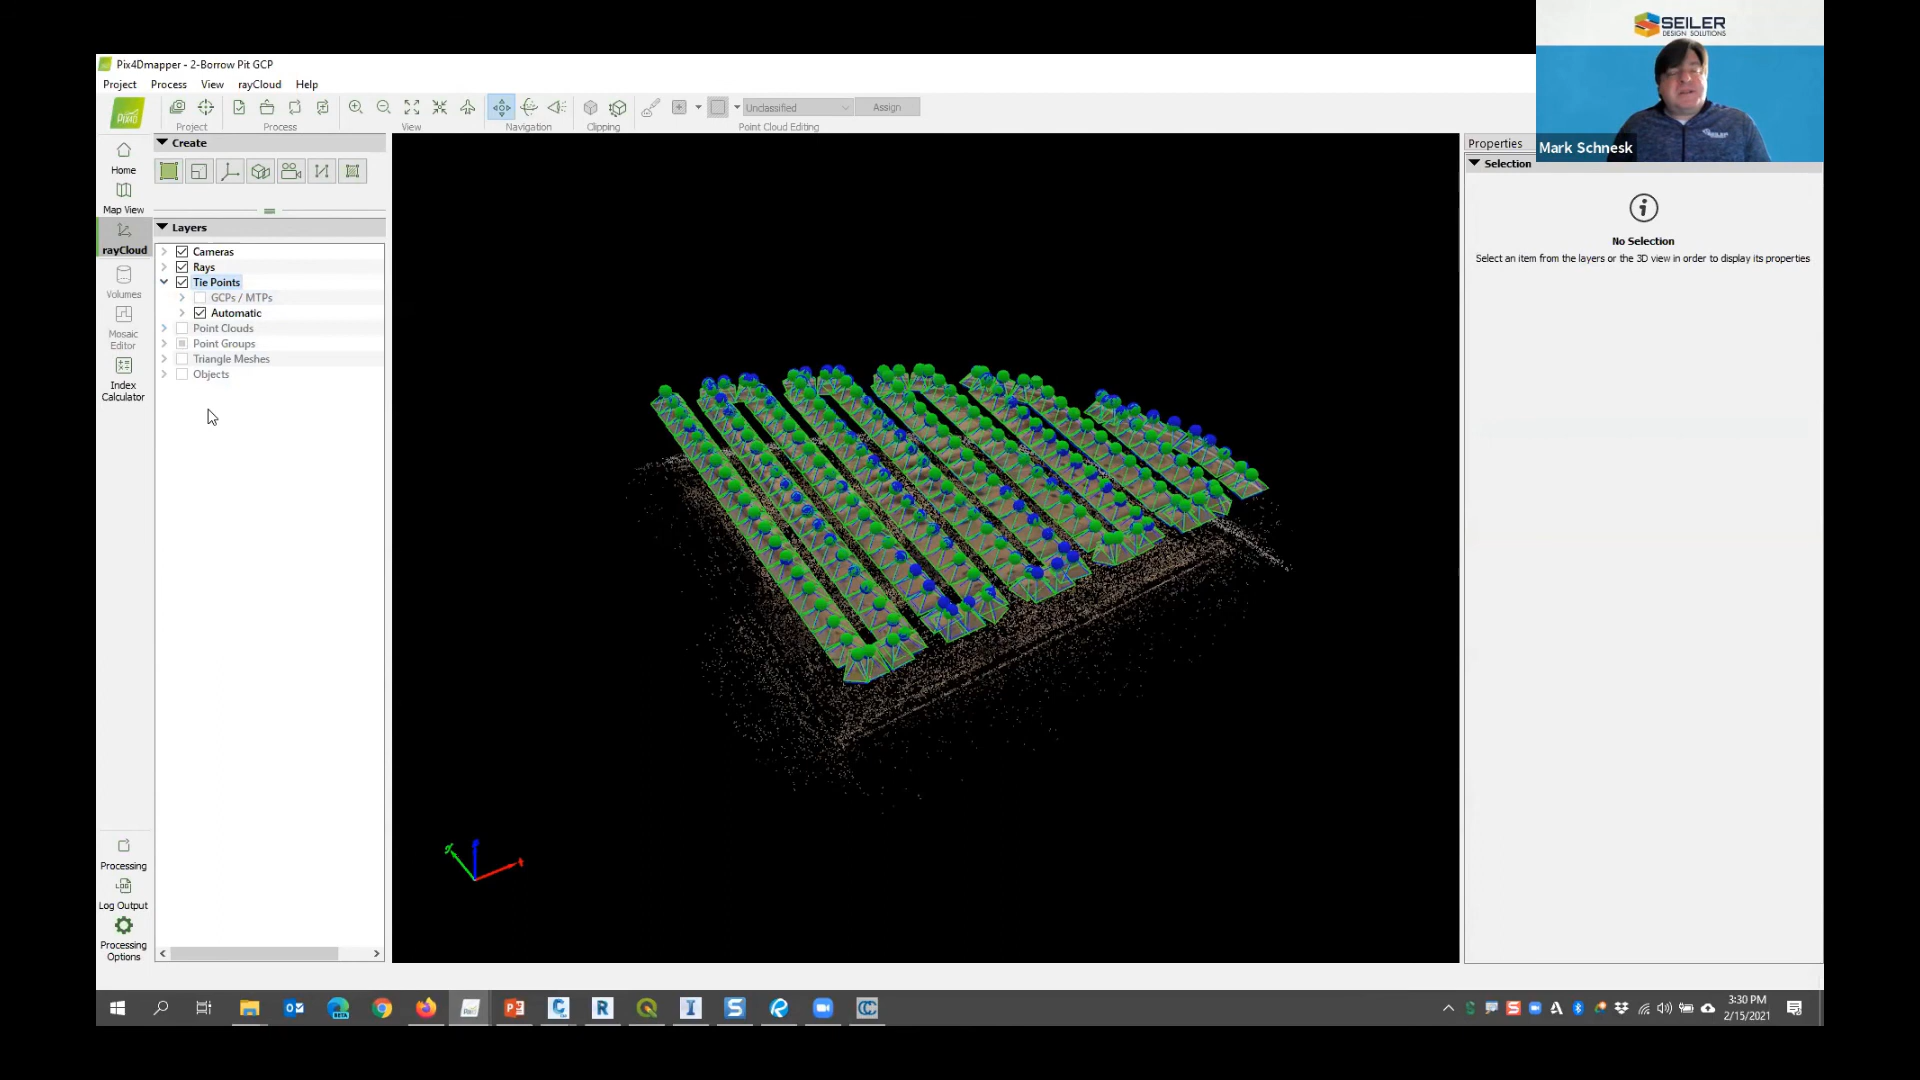 SEILER
DESIGN SOLUTIONS
Mark Schnesk
Pix4Dmapper - 2-Borrow Pit GCP
Project Process View rayCloud Help
Unclassified
Assign
Project
Process
View
Navigation
Clipping
Point Cloud Editing
Home
Map View
rayCloud
Volumes
Mosaic
Editor
Index
Calculator
Processing
Log Output
Processing
Options
Create
Layers
Cameras
Rays
Tie Points
GCPs / MTPs
Automatic
Point Clouds
Point Groups
Triangle Meshes
Objects
Properties
Selection
No Selection
Select an item from the layers or the 3D view in order to display its properties
3:30 PM
2/15/2021